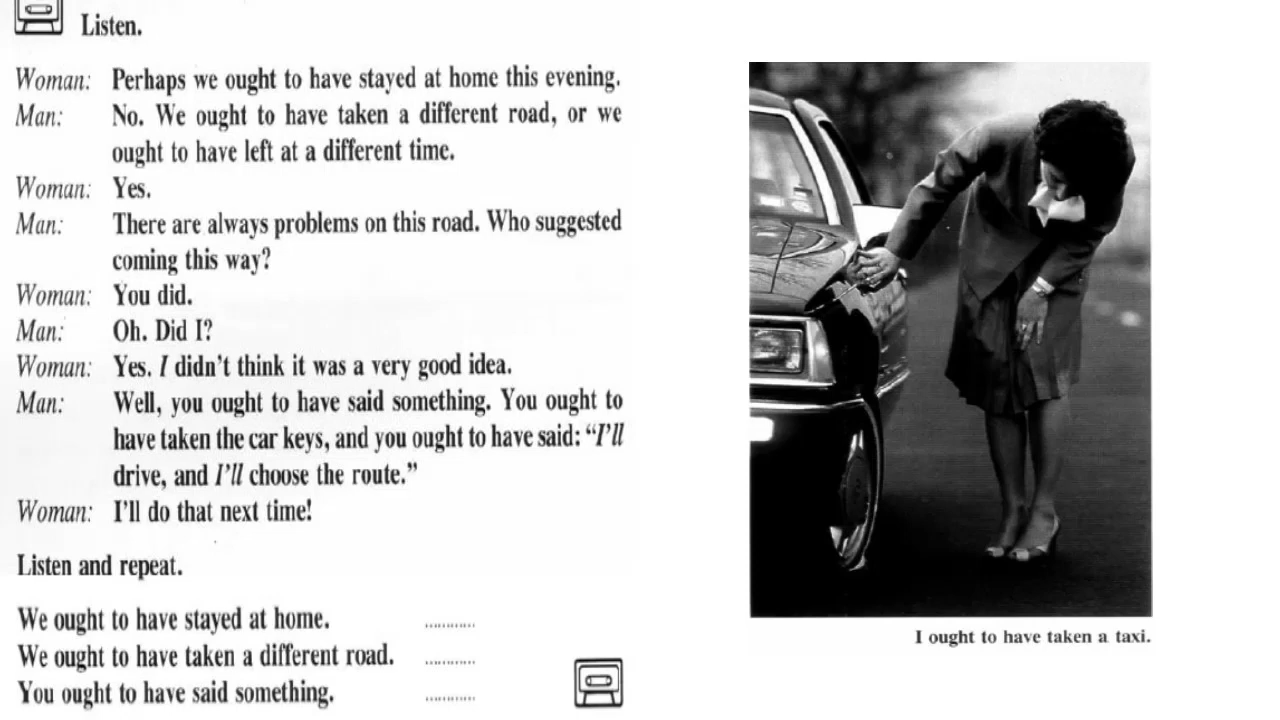 Listen.
Woman: Perhaps we ought to have stayed at home this evening.
Man: No. We ought to have taken a different road, or we
ought to have left at a different time.
Woman: Yes.
Man: There are always problems on this road. Who suggested
coming this way?
Woman: You did.
Man: Oh. Did I?
Woman: Yes. I didn't think it was a very good idea.
Man: Well, you ought to have said something. You ought to
have taken the car keys, and you ought to have said: “I'll
drive, and I'll choose the route.”
Woman: I'll do that next time!
Listen and repeat.
We ought to have stayed at home. ............
We ought to have taken a different road. ............
You ought to have said something. ............
I ought to have taken a taxi.